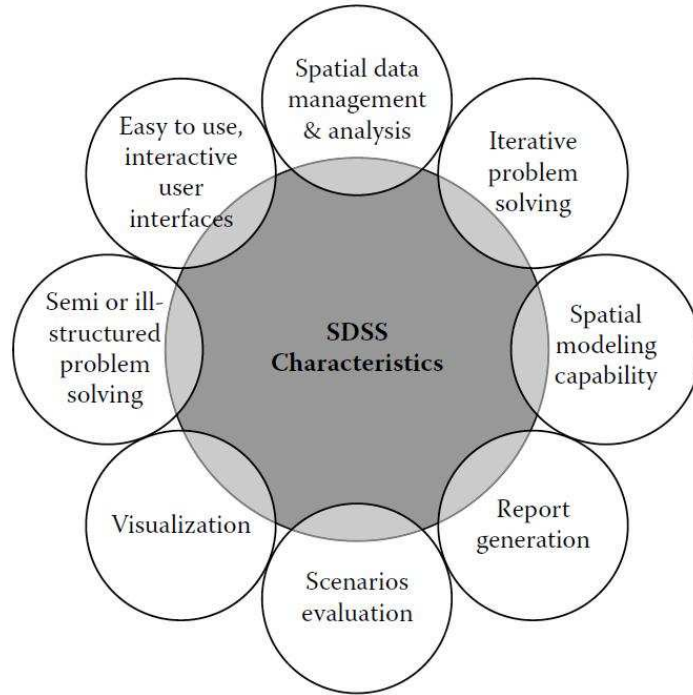 Spatial data
management
& analysis
Iterative
problem
solving
Spatial
modeling
capability
Report
generation
Scenarios
evaluation
Visualization
Semi or ill-
structured
problem
solving
Easy to use,
interactive
user
interfaces
SDSS
Characteristics